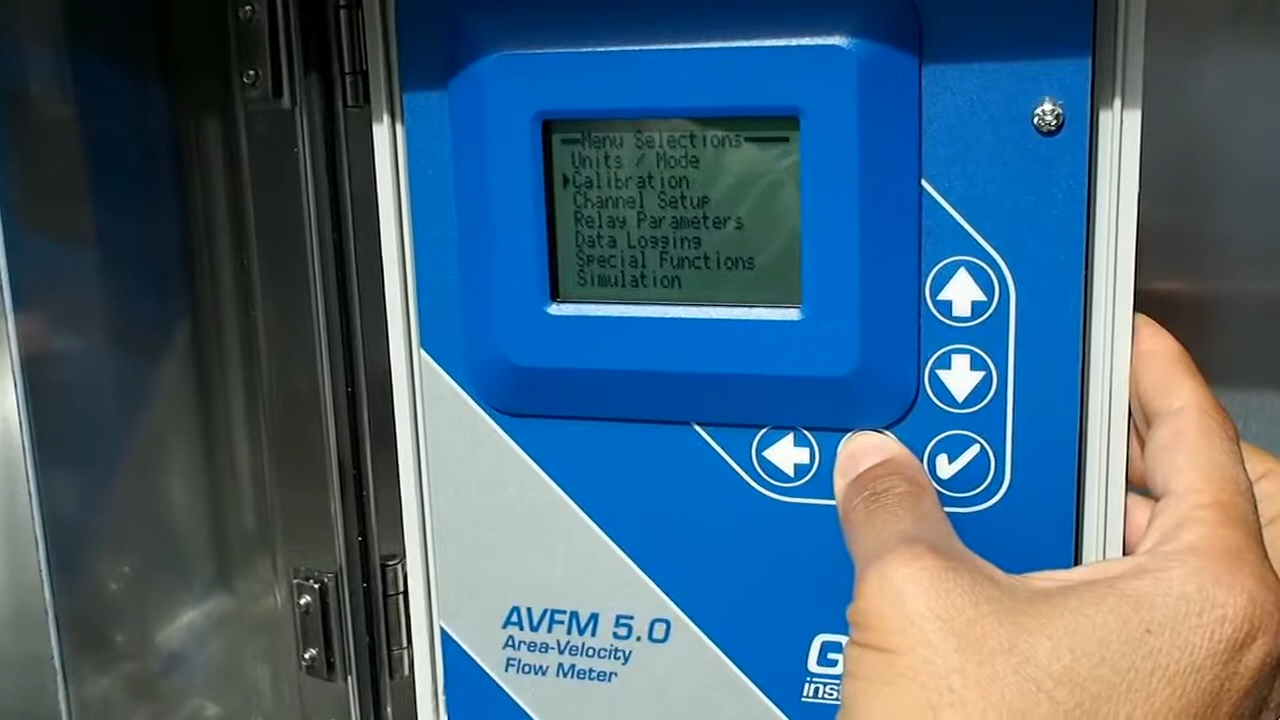 Menu Selections
Units / Mode
Calibration
Channel Setup
Relay Parameters
Data Logging
Special Functions
Simulation
AVFM 5.0
Area-Velocity
Flow Meter
G
ins